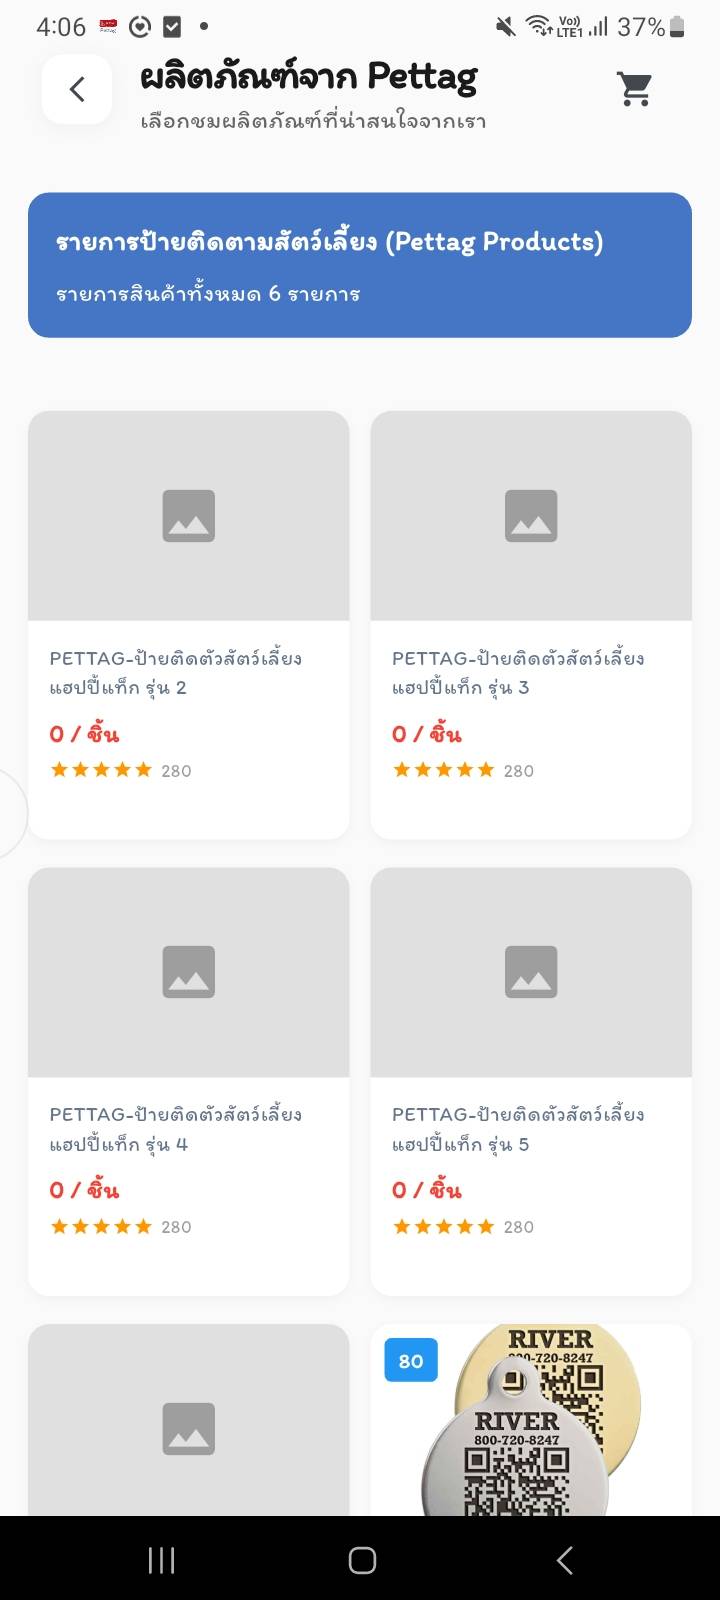 4:06
Vo))
LTE1
37%
ผลิตภัณฑ์จาก Pettag
เลือกชมผลิตภัณฑ์ที่น่าสนใจจากเรา
รายการป้ายติดตามสัตว์เลี้ยง (Pettag Products)
รายการสินค้าทั้งหมด 6 รายการ
PETTAG-ป้ายติดตัวสัตว์เลี้ยง
แฮปปี้แท็ก รุ่น 2
0 / ชิ้น
280
PETTAG-ป้ายติดตัวสัตว์เลี้ยง
แฮปปี้แท็ก รุ่น 3
0 / ชิ้น
280
PETTAG-ป้ายติดตัวสัตว์เลี้ยง
แฮปปี้แท็ก รุ่น 4
0 / ชิ้น
280
PETTAG-ป้ายติดตัวสัตว์เลี้ยง
แฮปปี้แท็ก รุ่น 5
0 / ชิ้น
280
80
RIVER
-720-8247
RIVER
800-720-8247